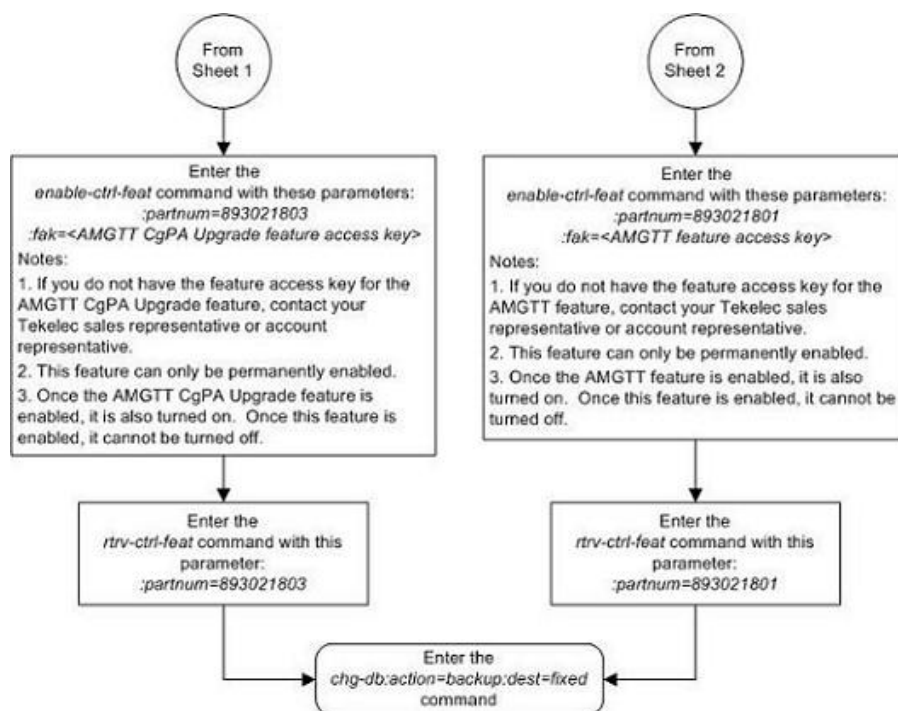 From
Sheet 1
From
Sheet 2
Enter the
enable-ctrl-feat command with these parameters:
:partnum=893021803
:fak=<AMGTT CgPA Upgrade feature access key>
Notes:
1. If you do not have the feature access key for the
AMGTT CgPA Upgrade feature, contact your
Tekelec sales representative or account
representative.
2. This feature can only be permanently enabled.
3. Once the AMGTT CgPA Upgrade feature is
enabled, it is also turned on. Once this feature is
enabled, it cannot be turned off.
Enter the
enable-ctrl-feat command with these parameters:
:partnum=893021801
:fak=<AMGTT feature access key>
Notes:
1. If you do not have the feature access key for the
AMGTT feature, contact your Tekelec sales
representative or account representative.
2. This feature can only be permanently enabled.
3. Once the AMGTT feature is enabled, it is also
turned on. Once this feature is enabled, it cannot be
turned off.
Enter the
rtrv-ctrl-feat command with this
parameter:
:partnum=893021803
Enter the
rtrv-ctrl-feat command with this
parameter:
:partnum=893021801
Enter the
chg-db:action=backup:dest=fixed
command